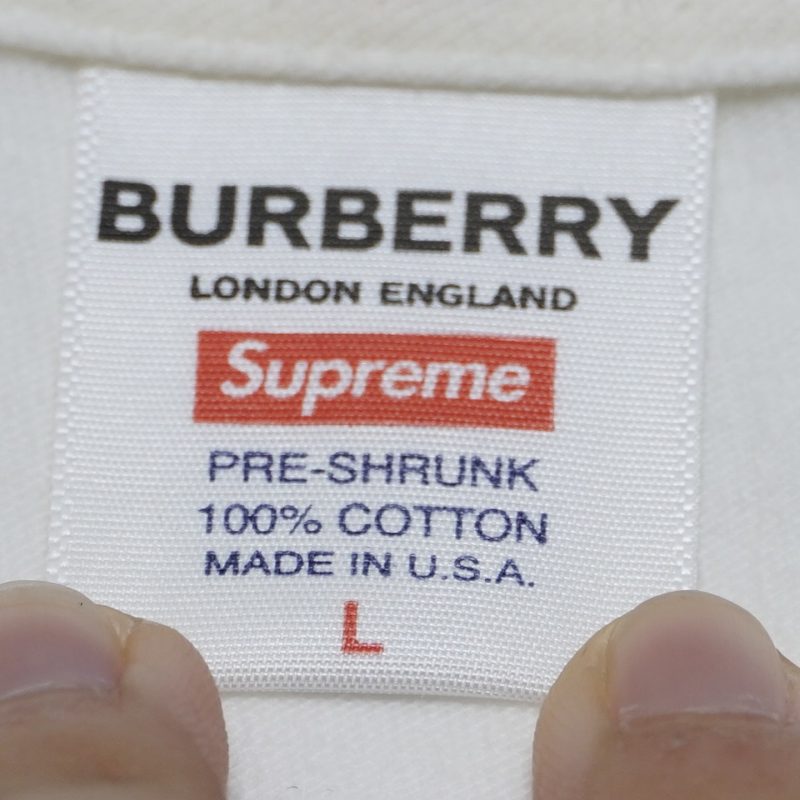 BURBERRY
LONDON ENGLAND
Supreme
PRE-SHRUNK
100% COTTON
MADE IN U.S.A.
L